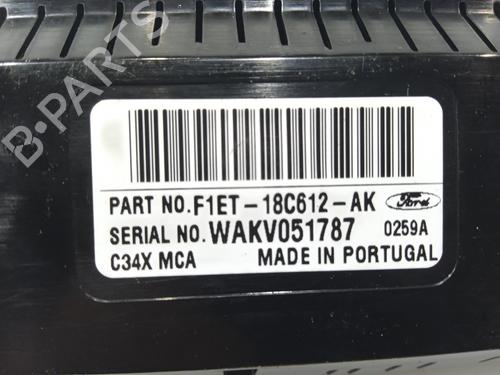 B-PARTS
PART NO.F1ET-18C612-AK Ford
SERIAL NO.WAKV051787 0259A
C34X MCA MADE IN PORTUGAL